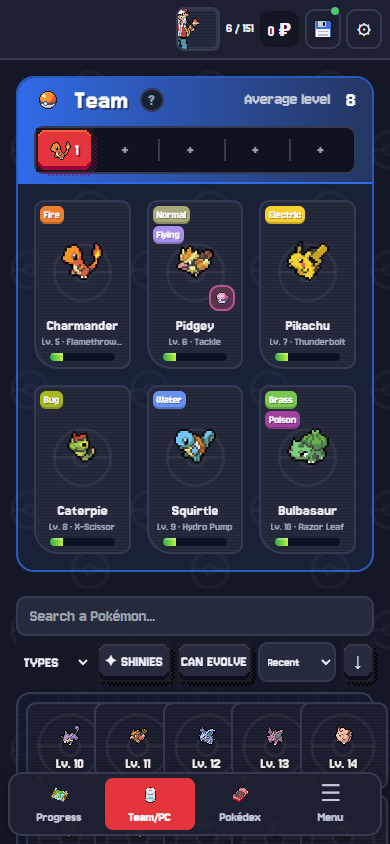 6 / 151
0 ₽
Team ? Average level 8
1 + + + +
Fire
Normal
Flying
Electric
Charmander
Pidgey
Pikachu
Lv. 5 · Flamethrow...
Lv. 6 · Tackle
Lv. 7 · Thunderbolt
Bug
Water
Grass
Poison
Caterpie
Squirtle
Bulbasaur
Lv. 8 · X-Scissor
Lv. 9 · Hydro Pump
Lv. 10 · Razor Leaf
Search a Pokémon...
TYPES ✦ SHINIES CAN EVOLVE Recent ↓
Lv. 10 Lv. 11 Lv. 12 Lv. 13 Lv. 14
Progress Team/PC Pokédex Menu